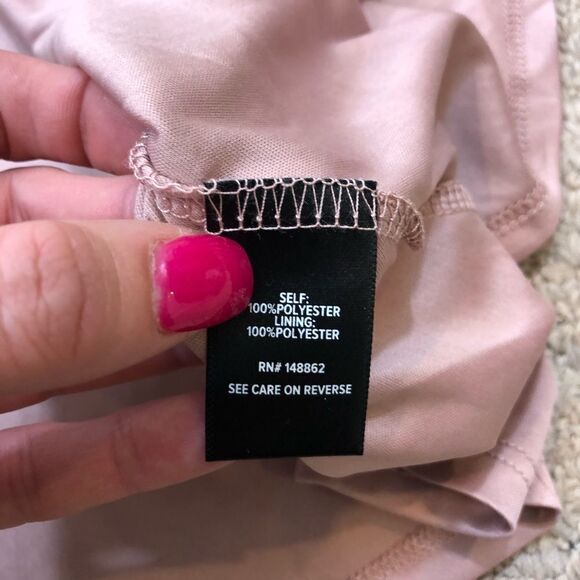 SELF:
100%POLYESTER
LINING:
100%POLYESTER
RN# 148862
SEE CARE ON REVERSE